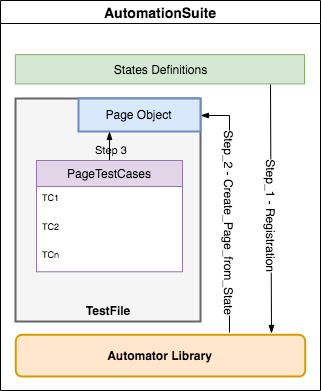 AutomationSuite
States Definitions
Page Object
Step 3
PageTestCases
TC1
TC2
TCn
TestFile
Step_2 - Create_Page_from_State
Step_1 - Registration
Automator Library